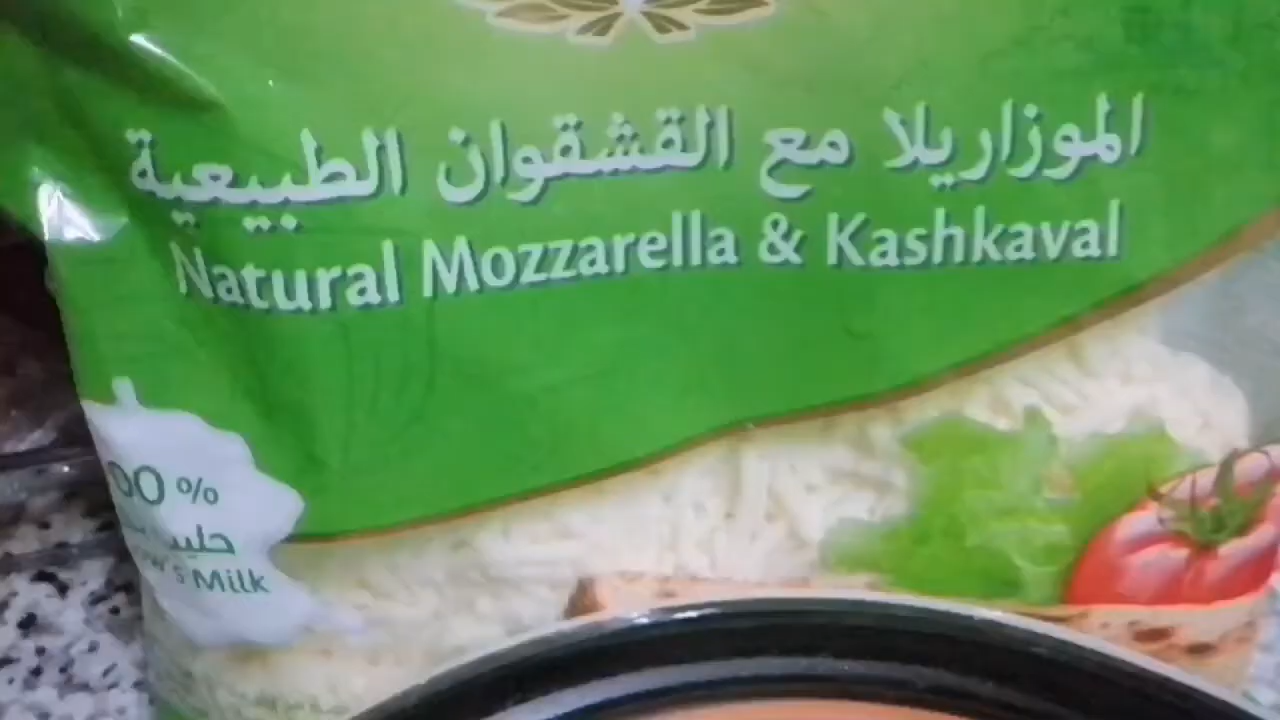 الموزاريلا مع القشقوان الطبيعية
Natural Mozzarella & Kashkaval
00 %
حليب
Milk